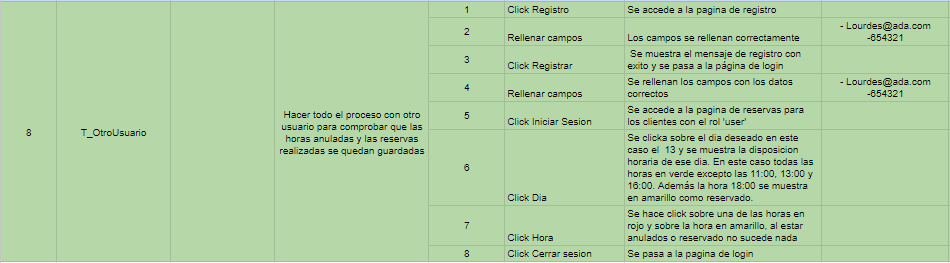 8
T_OtroUsuario
Hacer todo el proceso con otro
usuario para comprobar que las
horas anuladas y las reservas
realizadas se quedan guardadas
1
Click Registro
Se accede a la pagina de registro
2
Rellenar campos
Los campos se rellenan correctamente
- Lourdes@ada.com
-654321
3
Click Registrar
Se muestra el mensaje de registro con
exito y se pasa a la página de login
4
Rellenar campos
Se rellenan los campos con los datos
correctos
- Lourdes@ada.com
-654321
5
Click Iniciar Sesion
Se accede a la pagina de reservas para
los clientes con el rol 'user'
6
Click Dia
Se clicka sobre el dia deseado en este
caso el 13 y se muestra la disposicion
horaria de ese dia. En este caso todas las
horas en verde excepto las 11:00, 13:00 y
16:00. Además la hora 18:00 se muestra
en amarillo como reservado.
7
Click Hora
Se hace click sobre una de las horas en
rojo y sobre la hora en amarillo, al estar
anulados o reservado no sucede nada
8
Click Cerrar sesion
Se pasa a la pagina de login